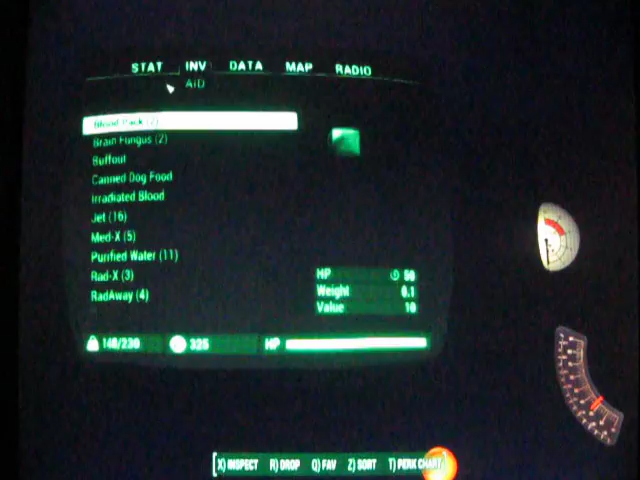 STAT INV DATA MAP RADIO
AID
Blood Pack (2)
Brain Fungus (2)
Buffout
Canned Dog Food
Irradiated Blood
Jet (16)
Med-X (5)
Purified Water (11)
Rad-X (3)
RadAway (4)
HP 50
Weight 0.1
Value 10
148/230 325 HP
X) INSPECT R) DROP Q) FAV Z) SORT T) PERK CHART